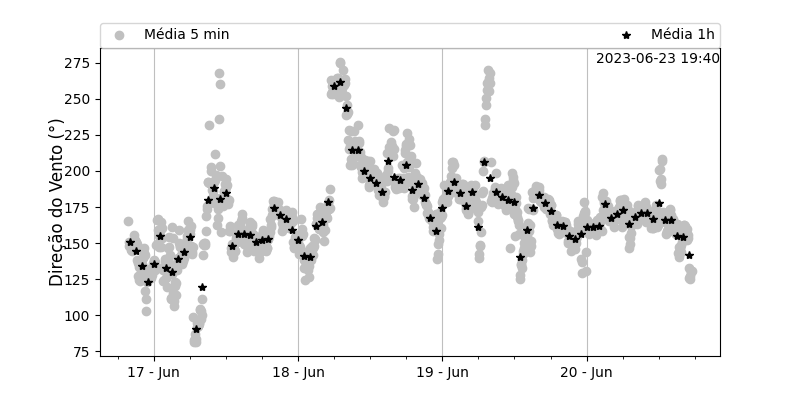 Média 5 min
Média 1h
2023-06-23 19:40
Direção do Vento (°)
275
250
225
200
175
150
125
100
75
17 - Jun
18 - Jun
19 - Jun
20 - Jun